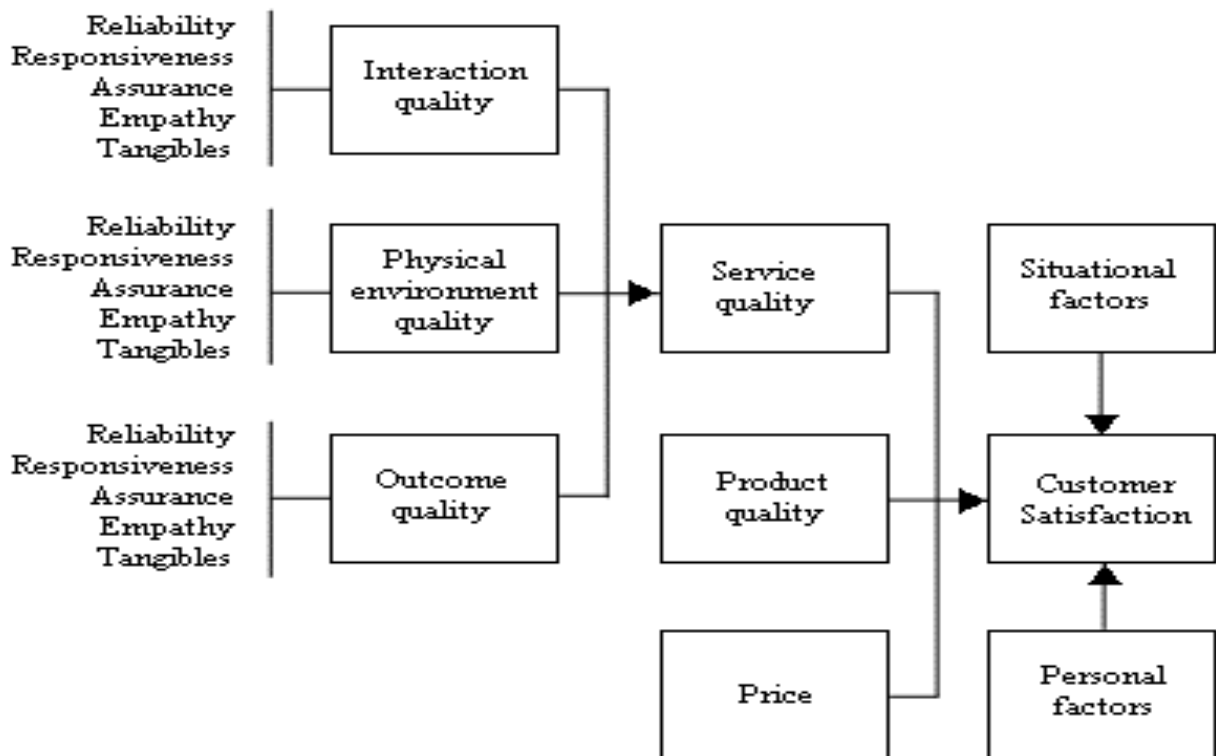 Reliability
Responsiveness
Assurance
Empathy
Tangibles
Interaction
quality
Reliability
Responsiveness
Assurance
Empathy
Tangibles
Physical
environment
quality
Service
quality
Situational
factors
Reliability
Responsiveness
Assurance
Empathy
Tangibles
Outcome
quality
Product
quality
Customer
Satisfaction
Price
Personal
factors